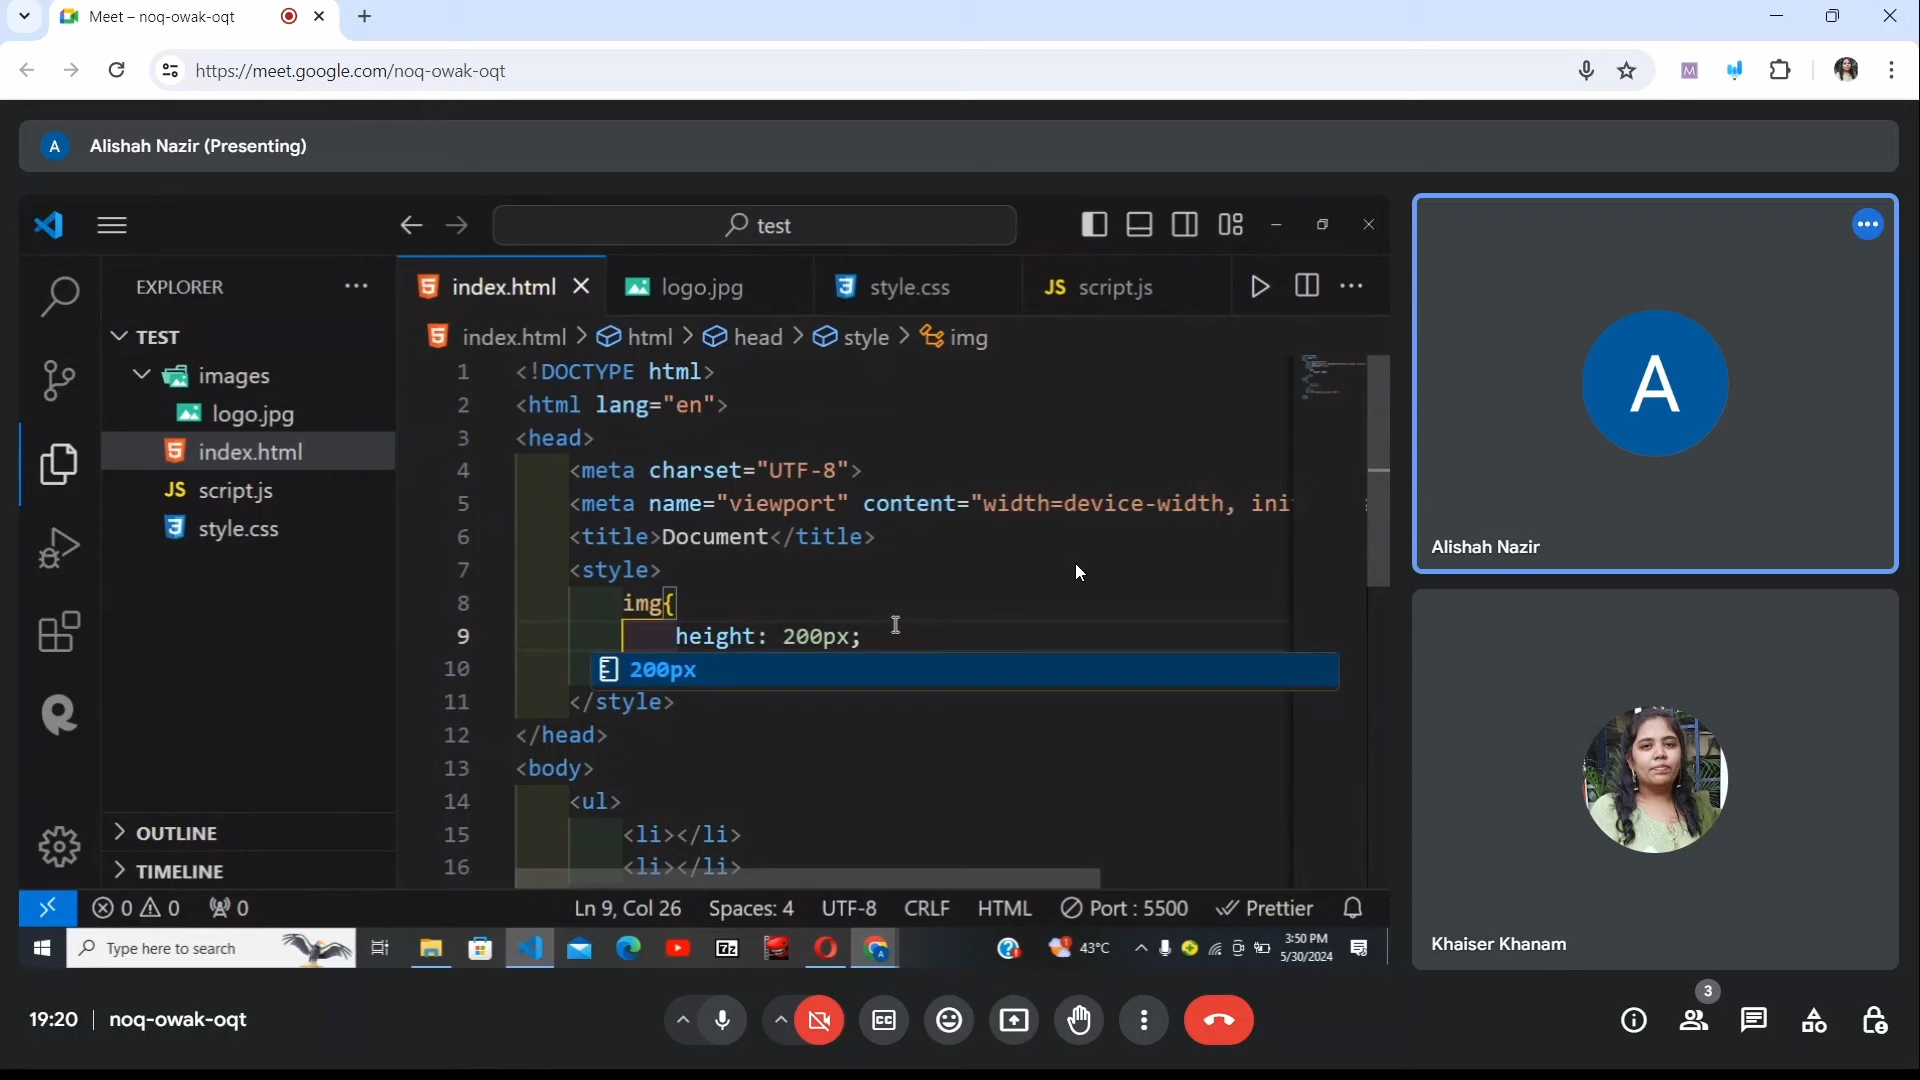 Meet – noq-owak-oqt
https://meet.google.com/noq-owak-oqt
M
A Alishah Nazir (Presenting)
test
EXPLORER
index.html
logo.jpg
style.css
JS script.js
index.html > html > head > style > img
TEST
images
logo.jpg
index.html
JS script.js
style.css
OUTLINE
TIMELINE
1 <!DOCTYPE html>
2 <html lang="en">
3 <head>
4 <meta charset="UTF-8">
5 <meta name="viewport" content="width=device-width, ini
6 <title>Document</title>
7 <style>
8 img{
9 height: 200px;
10 200px
11 </style>
12 </head>
13 <body>
14 <ul>
15 <li></li>
16 <li></li>
0 0 0 Ln 9, Col 26 Spaces: 4 UTF-8 CRLF HTML Port : 5500 Prettier
Type here to search
7z
A
43°C
3:50 PM
5/30/2024
A
Alishah Nazir
Khaiser Khanam
19:20 | noq-owak-oqt
CC
3